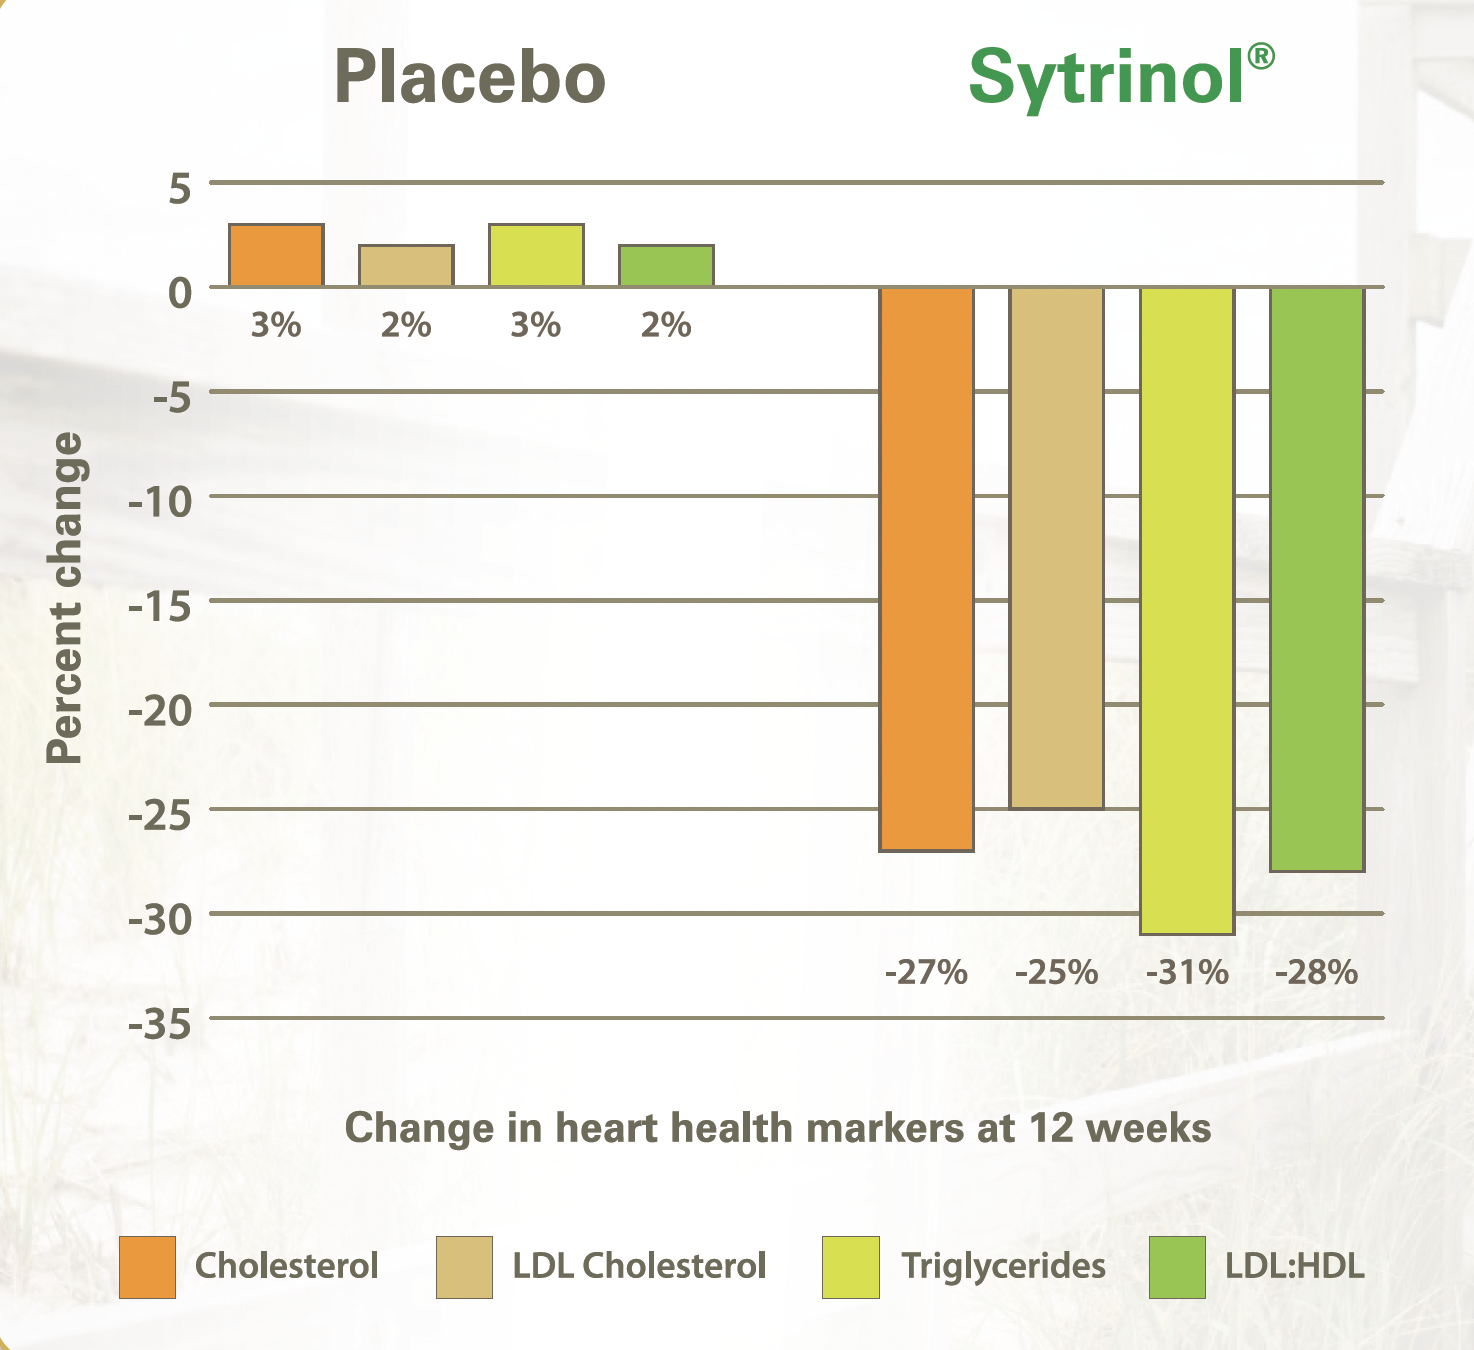 Placebo
Sytrinol®
5
0
3%
2%
3%
2%
-5
-10
-15
-20
-25
-30
-27%
-25%
-31%
-28%
-35
Percent change
Change in heart health markers at 12 weeks
Cholesterol
LDL Cholesterol
Triglycerides
LDL:HDL